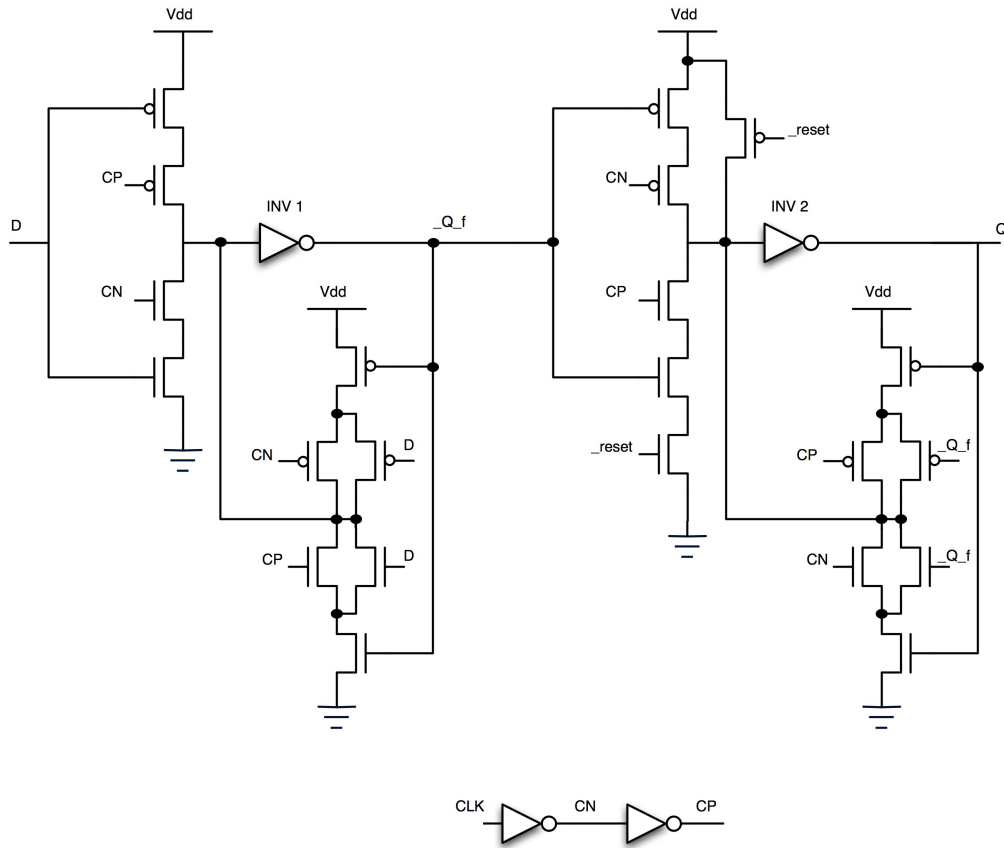 Vdd
Vdd
_reset
CP
CN
D
INV 1
_Q_f
INV 2
Q
CN
Vdd
CP
Vdd
CN
D
_reset
CP
_Q_f
CP
D
CN
_Q_f
CLK
CN
CP